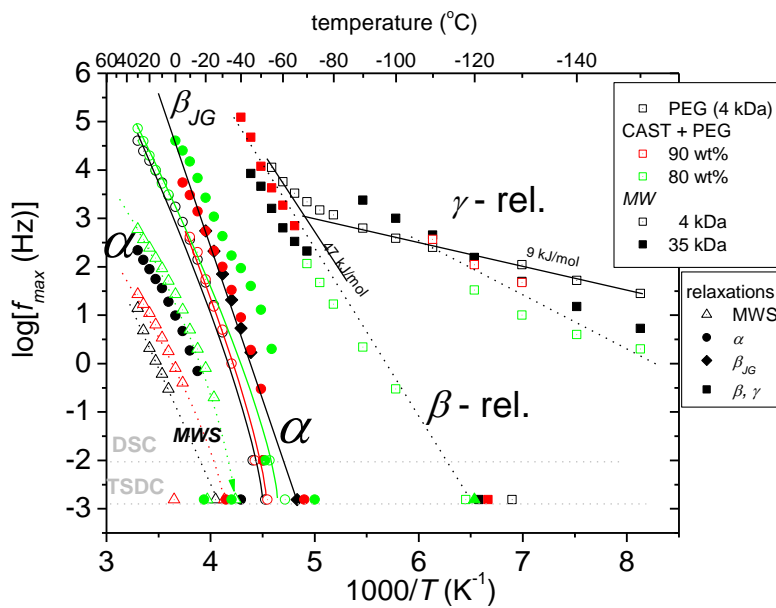 temperature (°C)
60 40 20 0 -20 -40 -60 -80 -100 -120 -140
6
5
4
3
2
1
0
-1
-2
-3
log[f_max (Hz)]
β_JG
α
γ - rel.
47 kJ/mol
9 kJ/mol
MWS
α
β - rel.
DSC
TSDC
3 4 5 6 7 8
1000/T (K⁻¹)
PEG (4 kDa)
CAST + PEG
90 wt%
80 wt%
MW
4 kDa
35 kDa
relaxations
MWS
α
β_JG
β, γ